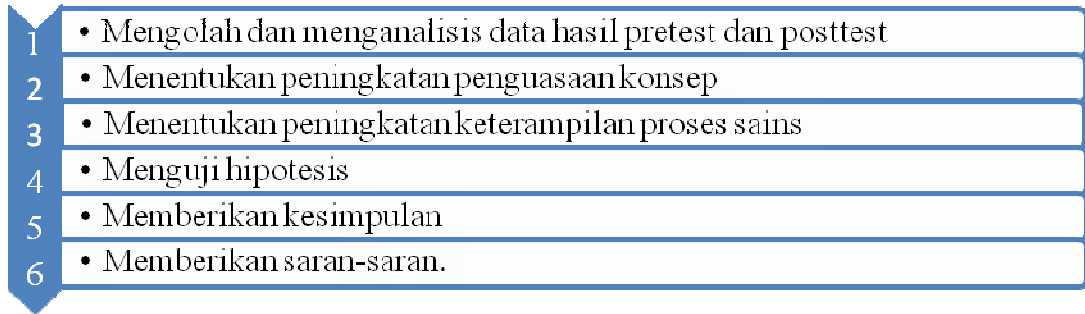 1 • Mengolah dan menganalisis data hasil pretest dan posttest
2 • Menentukan peningkatan penguasaan konsep
3 • Menentukan peningkatan keterampilan proses sains
4 • Menguji hipotesis
5 • Memberikan kesimpulan
6 • Memberikan saran-saran.